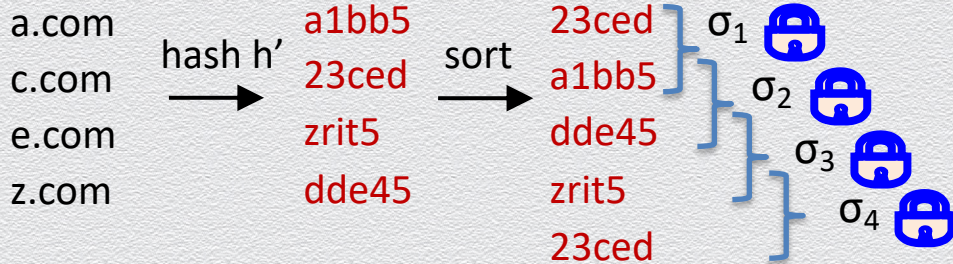 a.com
c.com
e.com
z.com
hash h’
a1bb5
23ced
zrit5
dde45
sort
23ced
a1bb5
dde45
zrit5
23ced
σ1
σ2
σ3
σ4